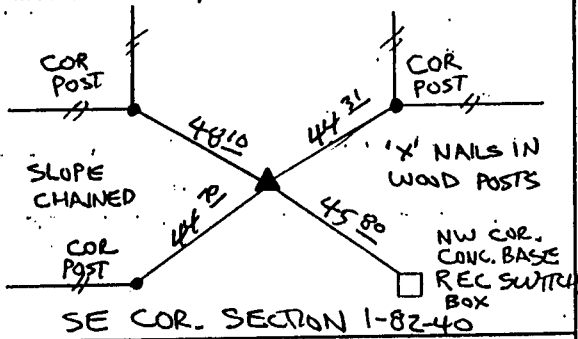 COR
POST
COR
POST
48 10
44 31
SLOPE
CHAINED
'X' NAILS IN
WOOD POSTS
44 70
45 80
COR
POST
NW COR.
CONC. BASE
REC SWITCH
BOX
SE COR. SECTION 1-82-40